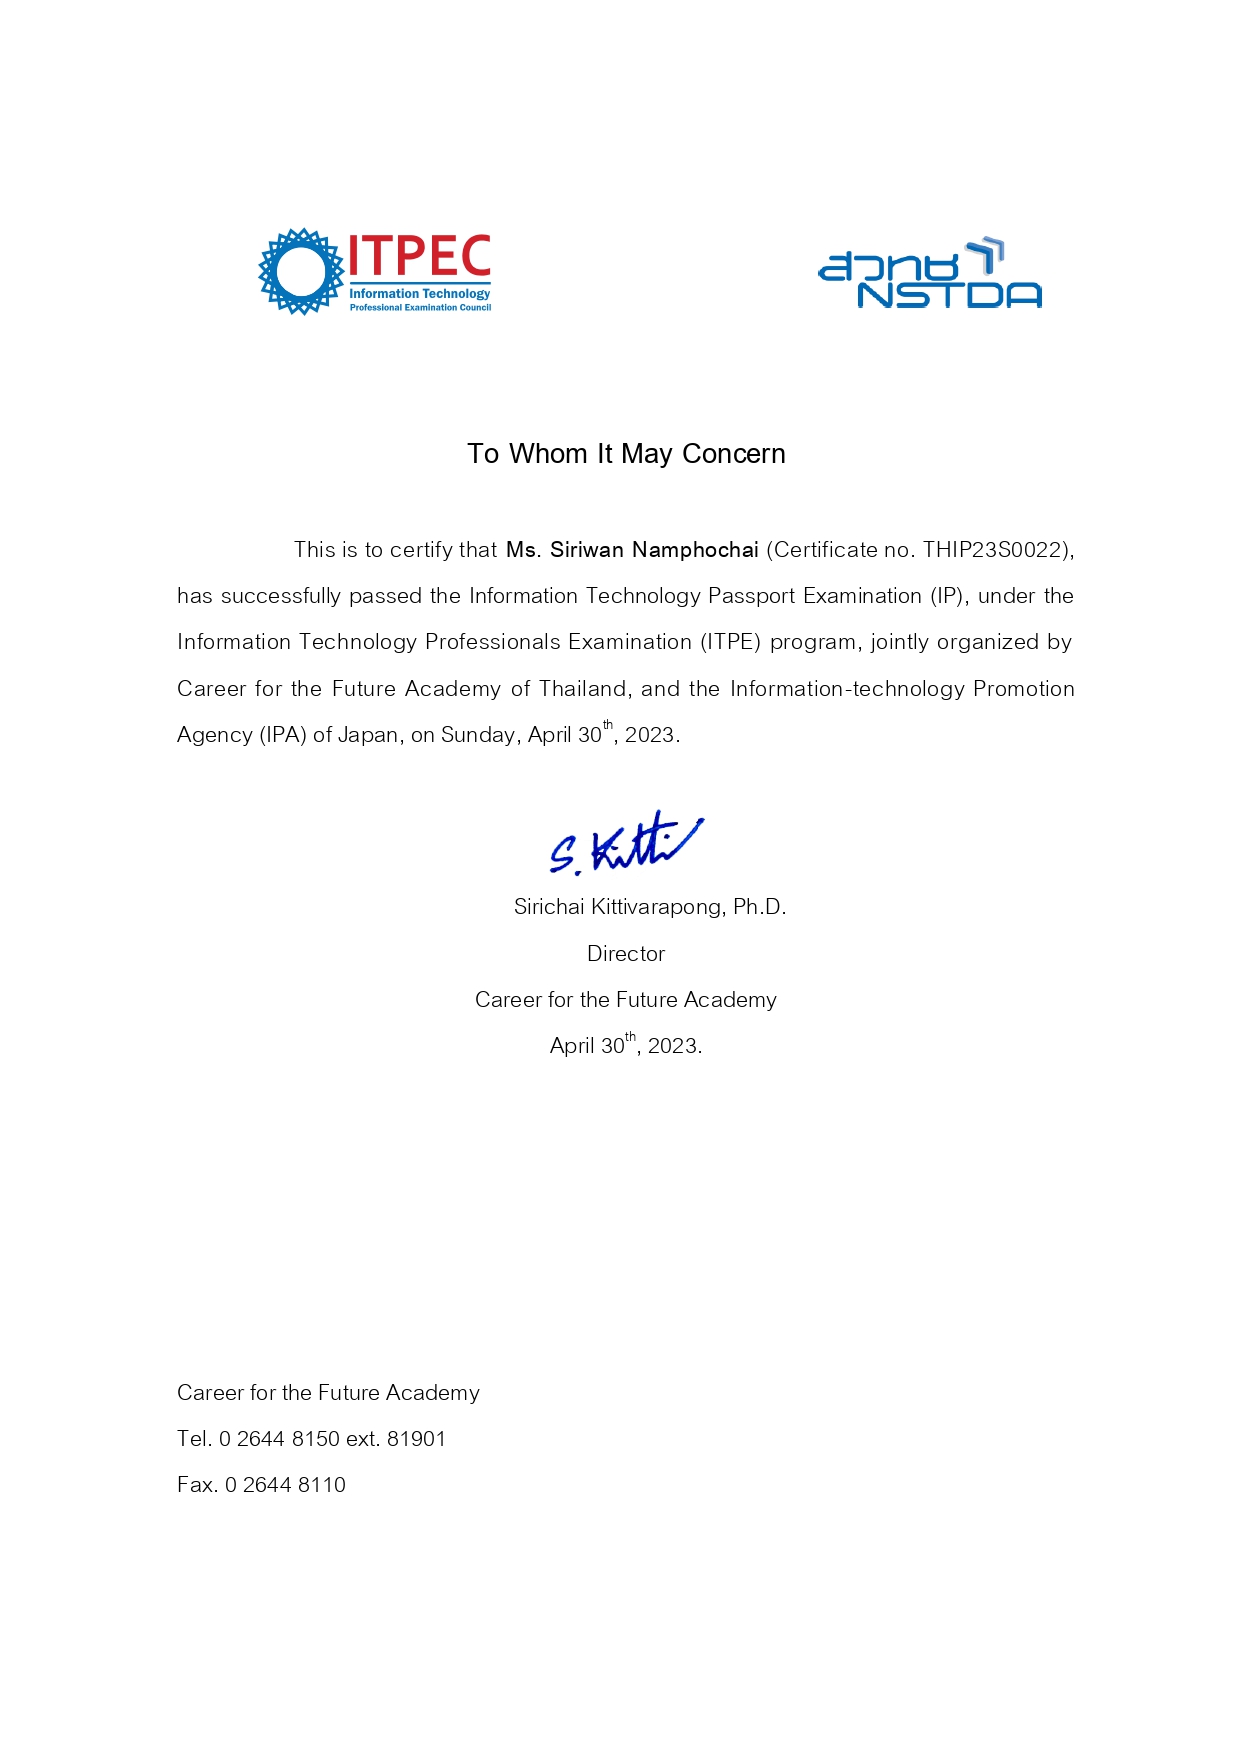 ITPEC
Information Technology
Professional Examination Council
สวทช
NSTDA
To Whom It May Concern
This is to certify that Ms. Siriwan Namphochai (Certificate no. THIP23S0022),
has successfully passed the Information Technology Passport Examination (IP), under the
Information Technology Professionals Examination (ITPE) program, jointly organized by
Career for the Future Academy of Thailand, and the Information-technology Promotion
Agency (IPA) of Japan, on Sunday, April 30th, 2023.
S. Kitti
Sirichai Kittivarapong, Ph.D.
Director
Career for the Future Academy
April 30th, 2023.
Career for the Future Academy
Tel. 0 2644 8150 ext. 81901
Fax. 0 2644 8110